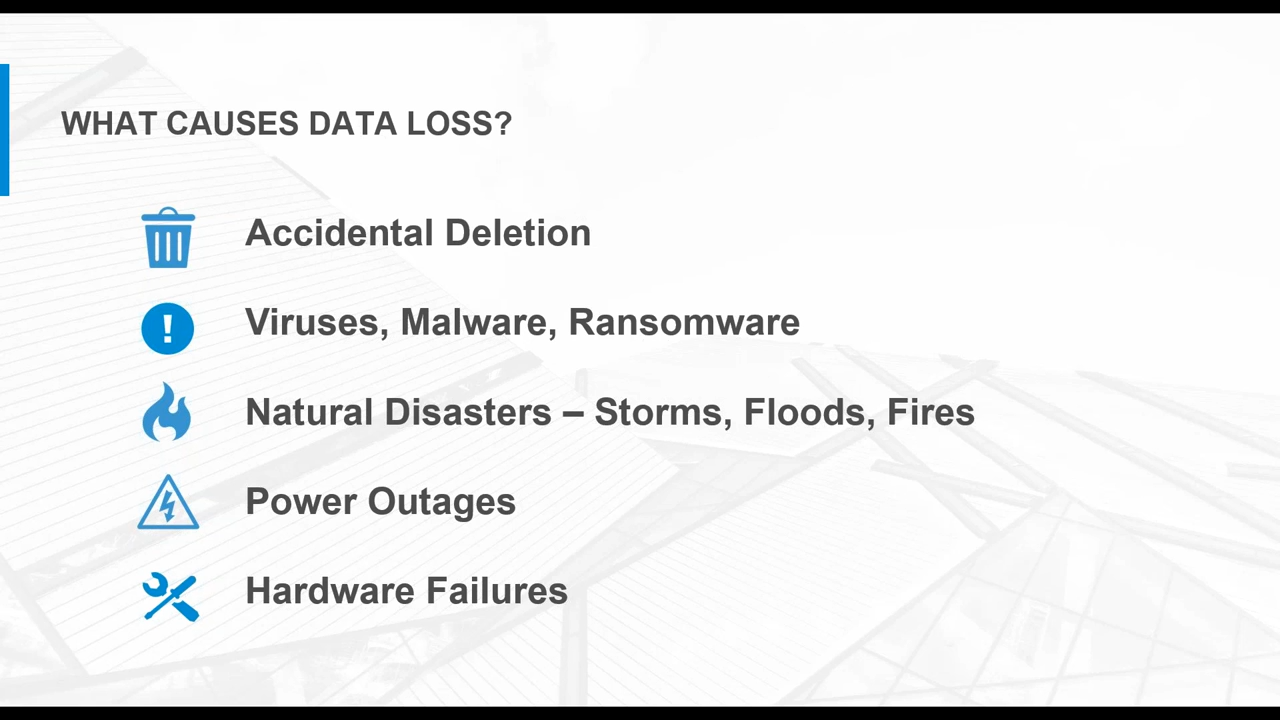 WHAT CAUSES DATA LOSS?
Accidental Deletion
Viruses, Malware, Ransomware
Natural Disasters – Storms, Floods, Fires
Power Outages
Hardware Failures